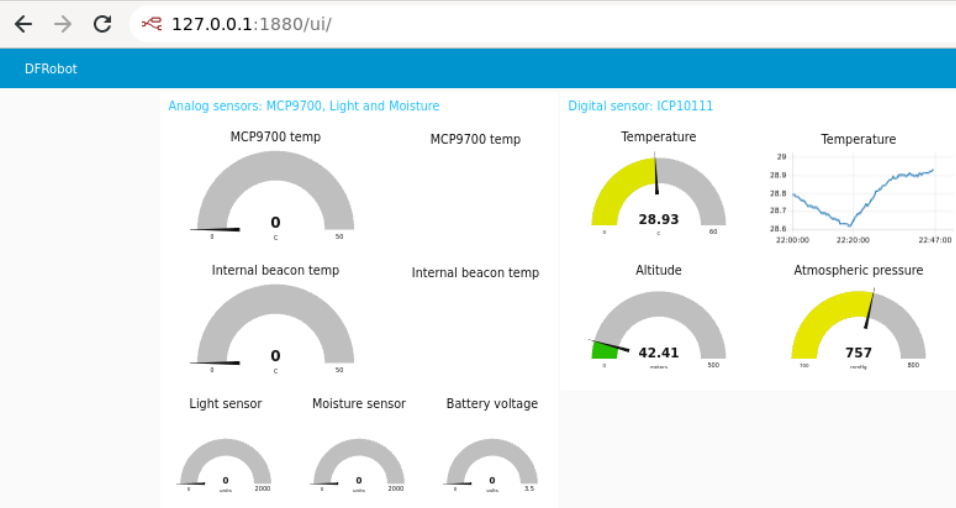 127.0.0.1:1880/ui/
DFRobot
Analog sensors: MCP9700, Light and Moisture
MCP9700 temp
0
C
0
50
MCP9700 temp
Internal beacon temp
0
C
0
50
Internal beacon temp
Light sensor
0
units
0
2000
Moisture sensor
0
units
0
2000
Battery voltage
0
volts
0
3.5
Digital sensor: ICP10111
Temperature
28.93
C
0
60
Temperature
29
28.9
28.8
28.7
28.6
22:00:00
22:20:00
22:47:00
Altitude
42.41
meters
0
500
Atmospheric pressure
757
mmHg
700
800